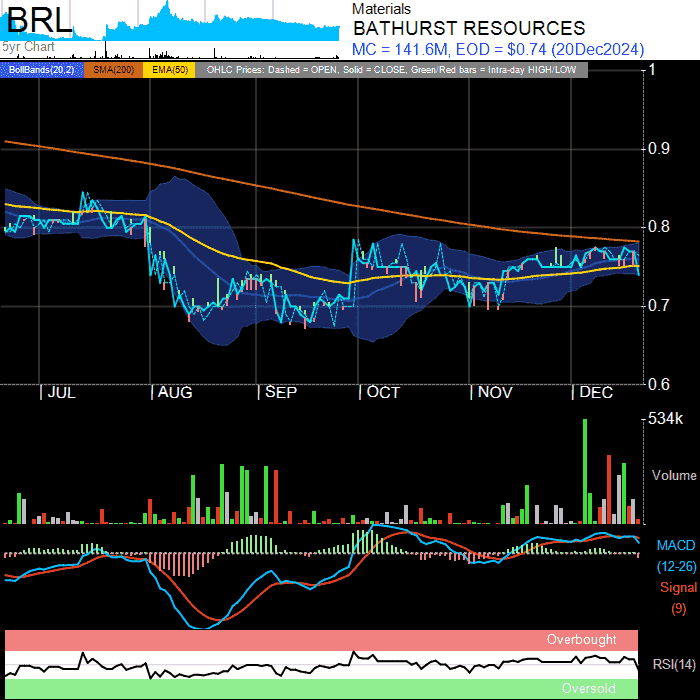 BRL
5yr Chart
Materials
BATHURST RESOURCES
MC = 141.6M, EOD = $0.74 (20Dec2024)
BollBands(20,2) SMA(200) EMA(50) OHLC Prices: Dashed = OPEN, Solid = CLOSE, Green/Red bars = Intra-day HIGH/LOW
1
0.9
0.8
0.7
0.6
| JUL | AUG | SEP | OCT | NOV | DEC
534k
Volume
MACD
(12-26)
Signal
(9)
Overbought
RSI(14)
Oversold